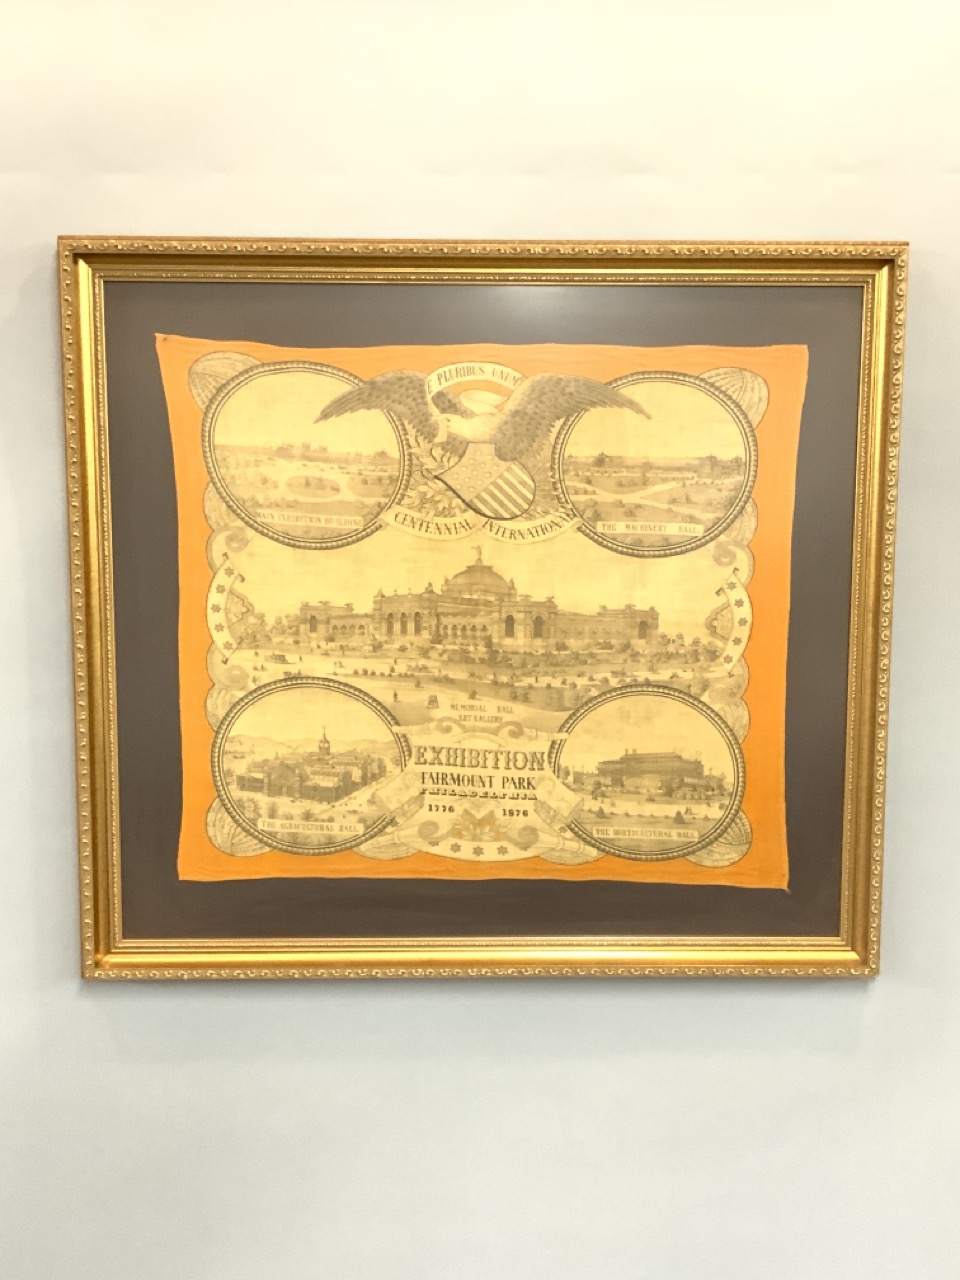 E PLURIBUS UNUM
MAIN EXHIBITION BUILDING
CENTENNIAL INTERNATIONAL
THE MACHINERY HALL
MEMORIAL HALL
ART GALLERY
EXHIBITION
FAIRMOUNT PARK
PHILADELPHIA
1776 1876
THE AGRICULTURAL HALL
THE HORTICULTURAL HALL